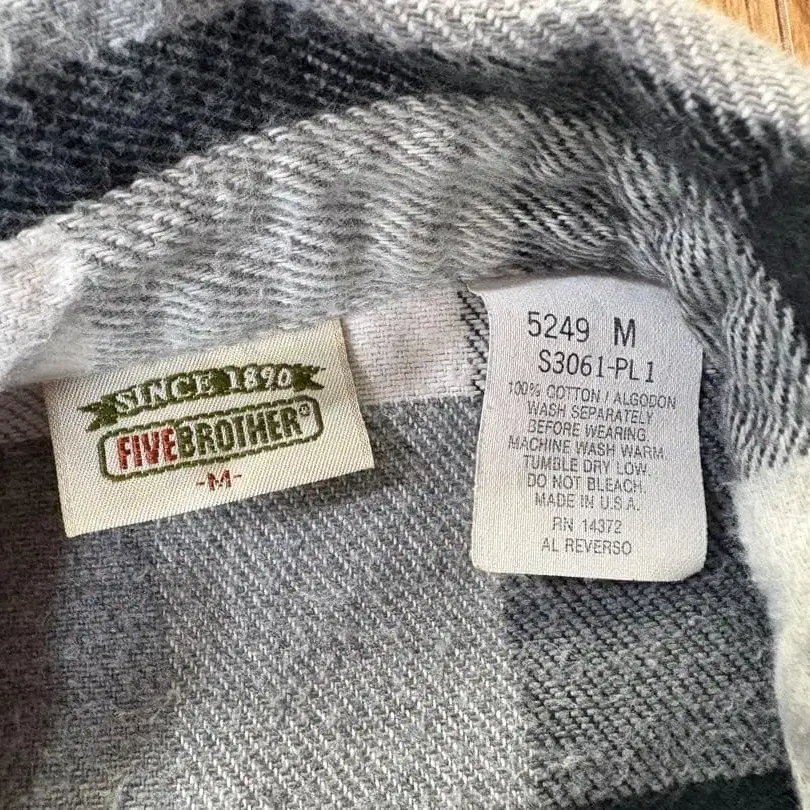 SINCE 1890
FIVEBROTHER®
-M-
5249 M
S3061-PL1
100% COTTON / ALGODON
WASH SEPARATELY
BEFORE WEARING.
MACHINE WASH WARM.
TUMBLE DRY LOW.
DO NOT BLEACH.
MADE IN U.S.A.
RN 14372
AL REVERSO